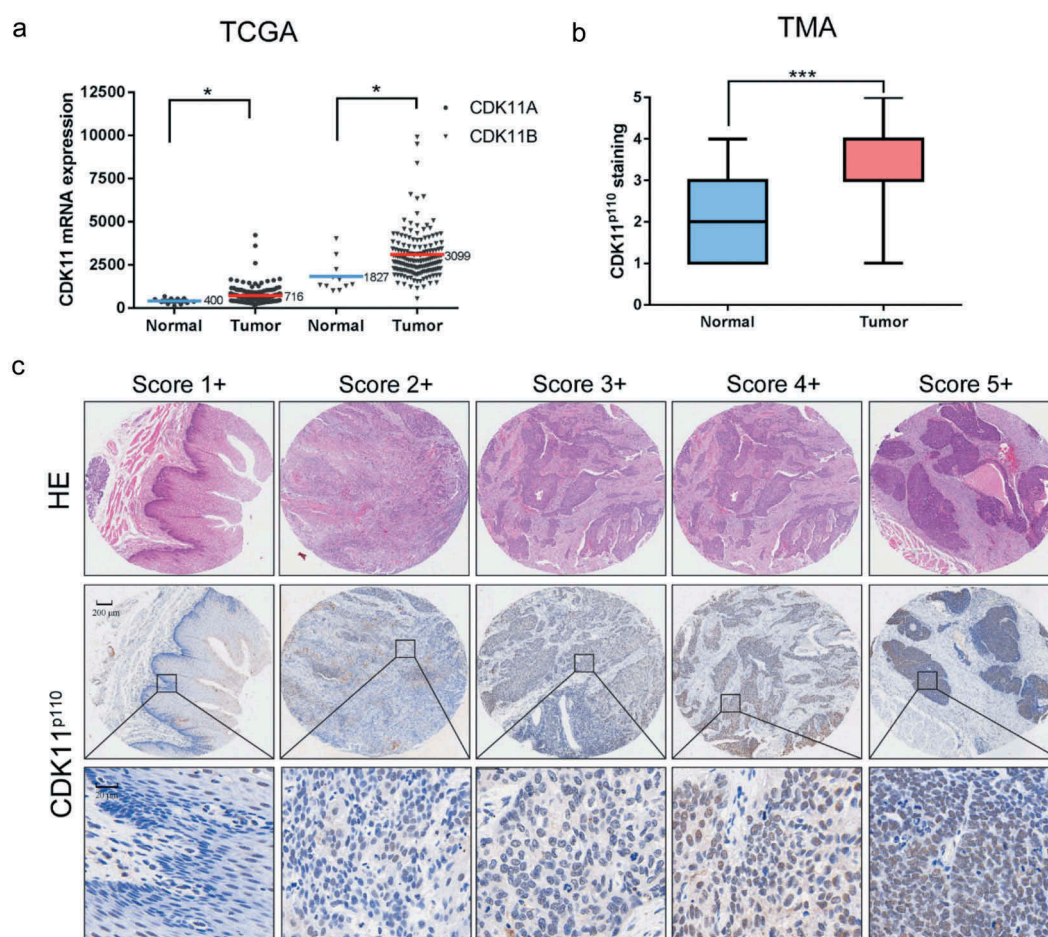 a
TCGA
CDK11 mRNA expression
12500
10000
7500
5000
2500
0
*
*
CDK11A
CDK11B
400
716
1827
3099
Normal
Tumor
Normal
Tumor
b
TMA
CDK11p110 staining
5
4
3
2
1
0
***
Normal
Tumor
c
Score 1+
Score 2+
Score 3+
Score 4+
Score 5+
HE
CDK11p110
200 μm
20 μm